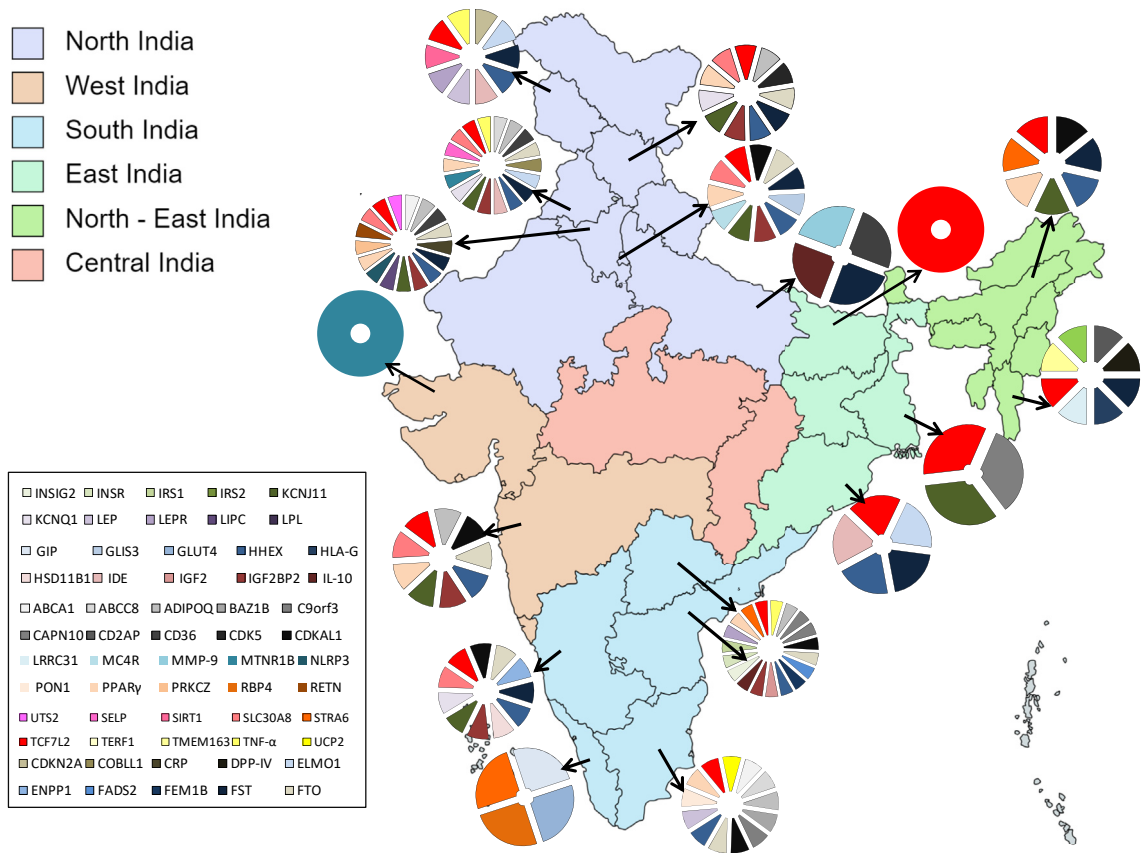 North India
West India
South India
East India
North - East India
Central India
INSIG2 INSR IRS1 IRS2 KCNJ11
KCNQ1 LEP LEPR LIPC LPL
GIP GLIS3 GLUT4 HHEX HLA-G
HSD11B1 IDE IGF2 IGF2BP2 IL-10
ABCA1 ABCC8 ADIPOQ BAZ1B C9orf3
CAPN10 CD2AP CD36 CDK5 CDKAL1
LRRC31 MC4R MMP-9 MTNR1B NLRP3
PON1 PPARγ PRKCZ RBP4 RETN
UTS2 SELP SIRT1 SLC30A8 STRA6
TCF7L2 TERF1 TMEM163 TNF-α UCP2
CDKN2A COBLL1 CRP DPP-IV ELMO1
ENPP1 FADS2 FEM1B FST FTO